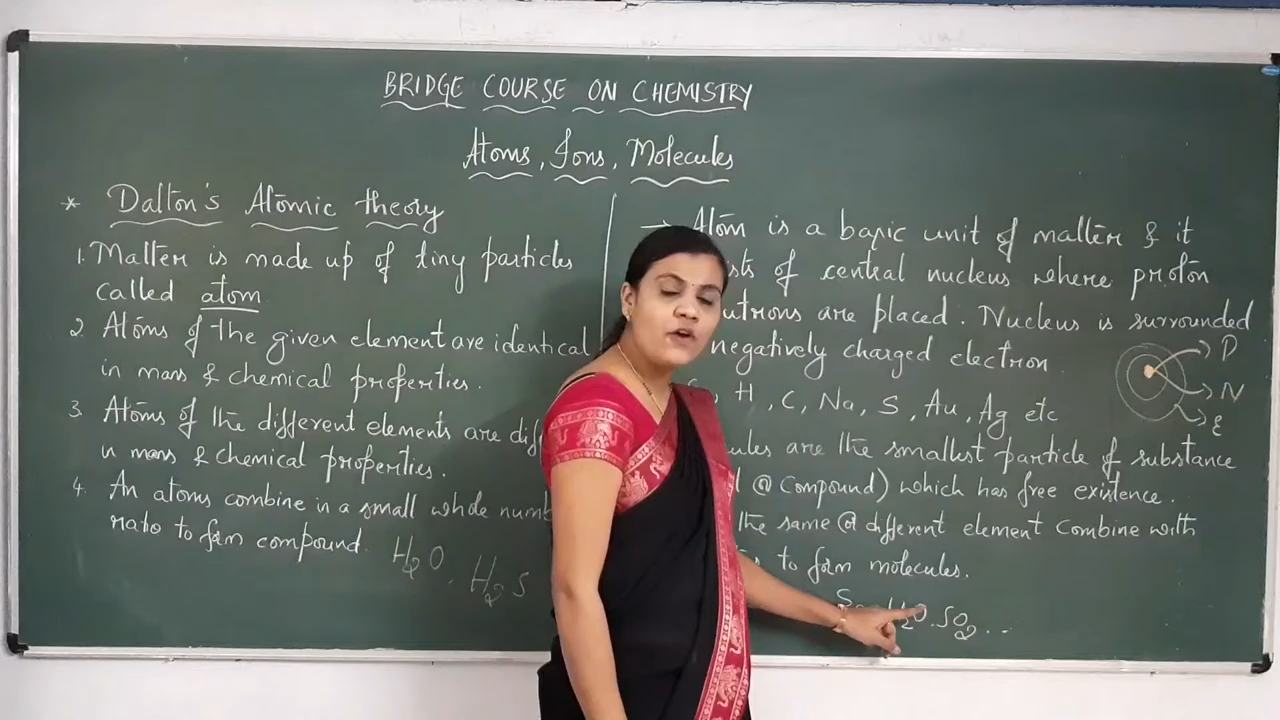 BRIDGE COURSE ON CHEMISTRY
Atoms, Ions, Molecules
* Dalton's Atomic theory
1. Matter is made up of tiny particles
called atom
2 Atoms of the given element are identical
in mass & chemical properties.
3. Atoms of the different elements are diff
in mass & chemical properties.
4. An atoms combine in a small whole numb
ratio to form compound.
H2O, H2S
→ Atom is a basic unit of matter & it
ists of central nucleus where proton
utrons are placed. Nucleus is surrounded
negatively charged electron
H, C, Na, S, Au, Ag etc
P
N
E
ules are the smallest particle of substance
@ Compound) which has free existence.
the same @ different element combine with
to form molecules.
S H2O. SO2 ...